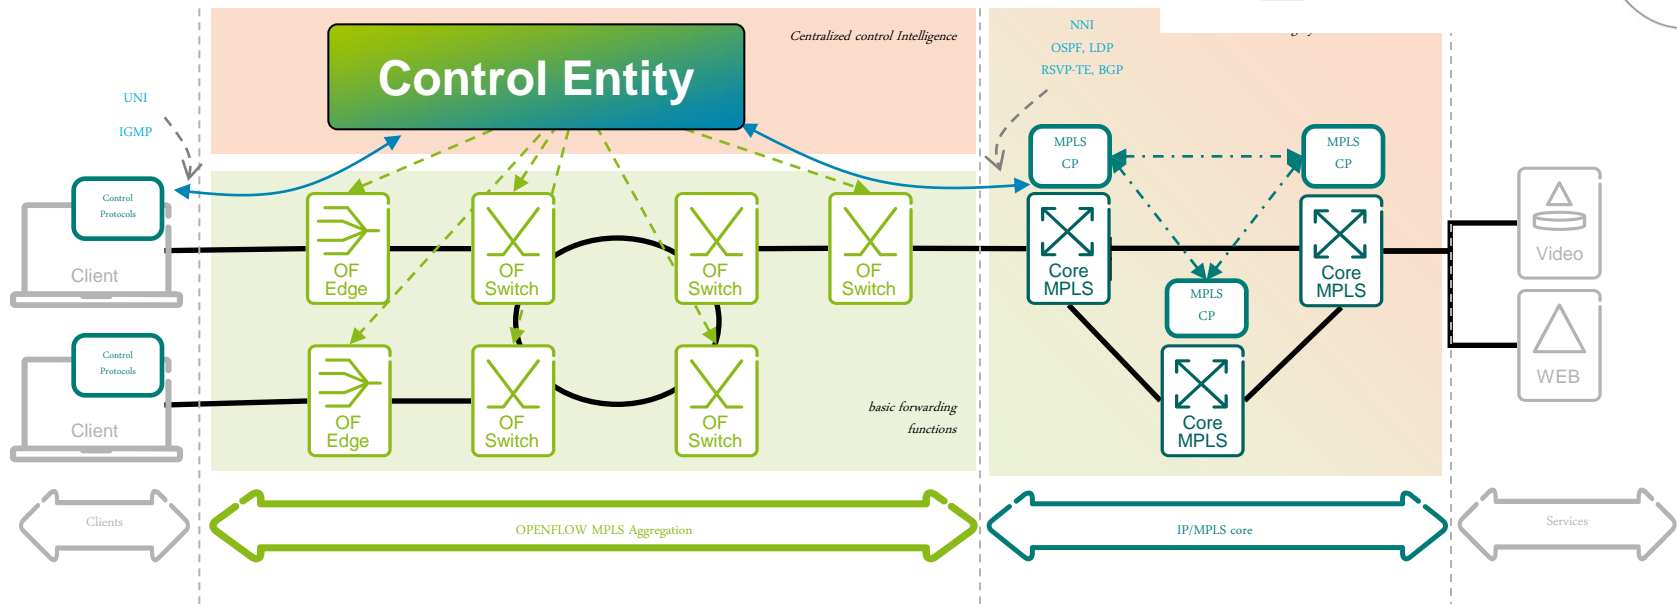 Centralized control Intelligence
Control Entity
NNI
OSPF, LDP
RSVP-TE, BGP
UNI
IGMP
MPLS
CP
MPLS
CP
Control
Protocols
Client
OF
Edge
OF
Switch
OF
Switch
OF
Switch
Core
MPLS
Core
MPLS
Video
MPLS
CP
Control
Protocols
Client
OF
Edge
OF
Switch
OF
Switch
basic forwarding
functions
Core
MPLS
WEB
Clients
OPENFLOW MPLS Aggregation
IP/MPLS core
Services